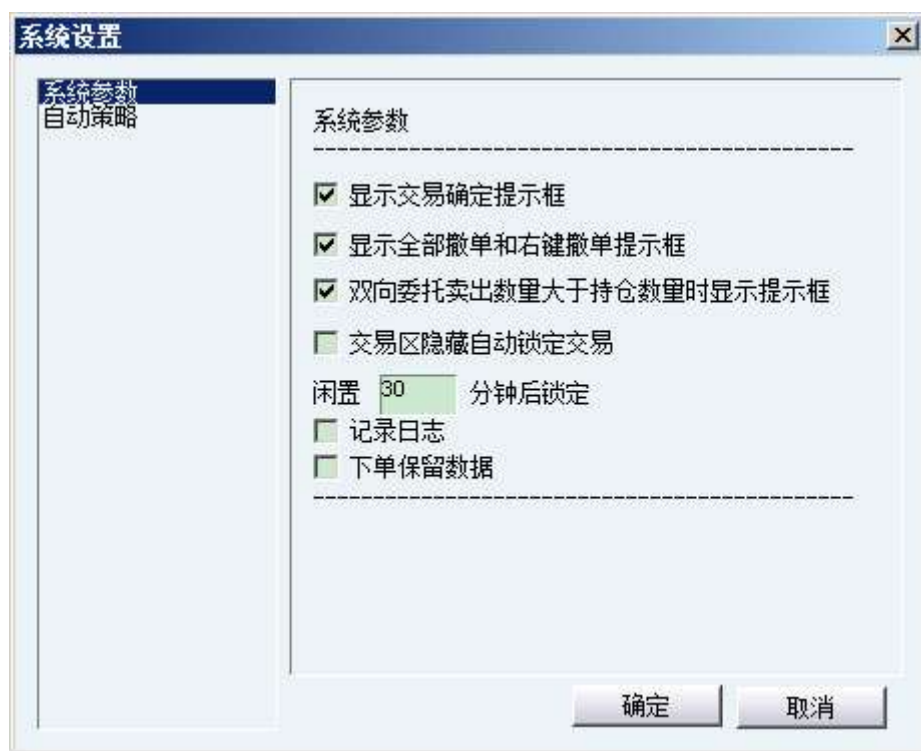 系统设置
系统参数
自动策略
系统参数
显示交易确定提示框
显示全部撤单和右键撤单提示框
双向委托卖出数量大于持仓数量时显示提示框
交易区隐藏自动锁定交易
闲置 30 分钟后锁定
记录日志
下单保留数据
确定 取消